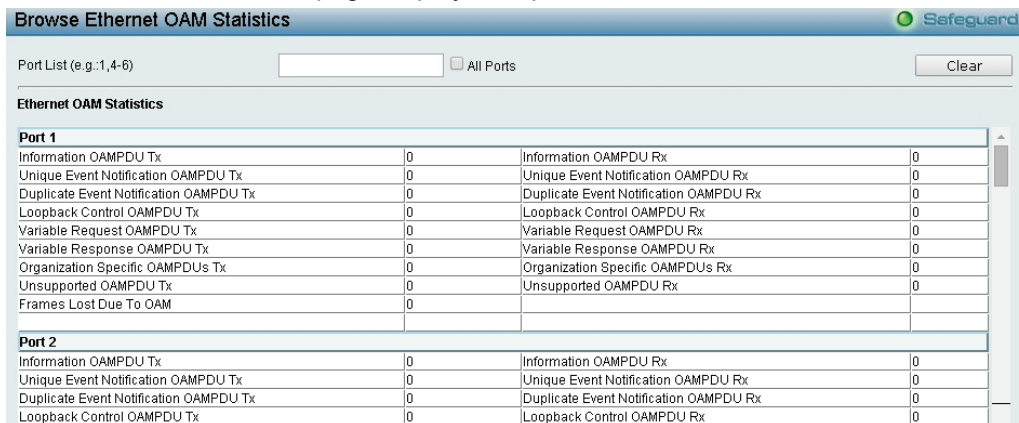 Browse Ethernet OAM Statistics Safeguard
Port List (e.g.:1,4-6) All Ports Clear
Ethernet OAM Statistics
Port 1
Information OAMPDU Tx 0 Information OAMPDU Rx 0
Unique Event Notification OAMPDU Tx 0 Unique Event Notification OAMPDU Rx 0
Duplicate Event Notification OAMPDU Tx 0 Duplicate Event Notification OAMPDU Rx 0
Loopback Control OAMPDU Tx 0 Loopback Control OAMPDU Rx 0
Variable Request OAMPDU Tx 0 Variable Request OAMPDU Rx 0
Variable Response OAMPDU Tx 0 Variable Response OAMPDU Rx 0
Organization Specific OAMPDUs Tx 0 Organization Specific OAMPDUs Rx 0
Unsupported OAMPDU Tx 0 Unsupported OAMPDU Rx 0
Frames Lost Due To OAM 0
Port 2
Information OAMPDU Tx 0 Information OAMPDU Rx 0
Unique Event Notification OAMPDU Tx 0 Unique Event Notification OAMPDU Rx 0
Duplicate Event Notification OAMPDU Tx 0 Duplicate Event Notification OAMPDU Rx 0
Loopback Control OAMPDU Tx 0 Loopback Control OAMPDU Rx 0